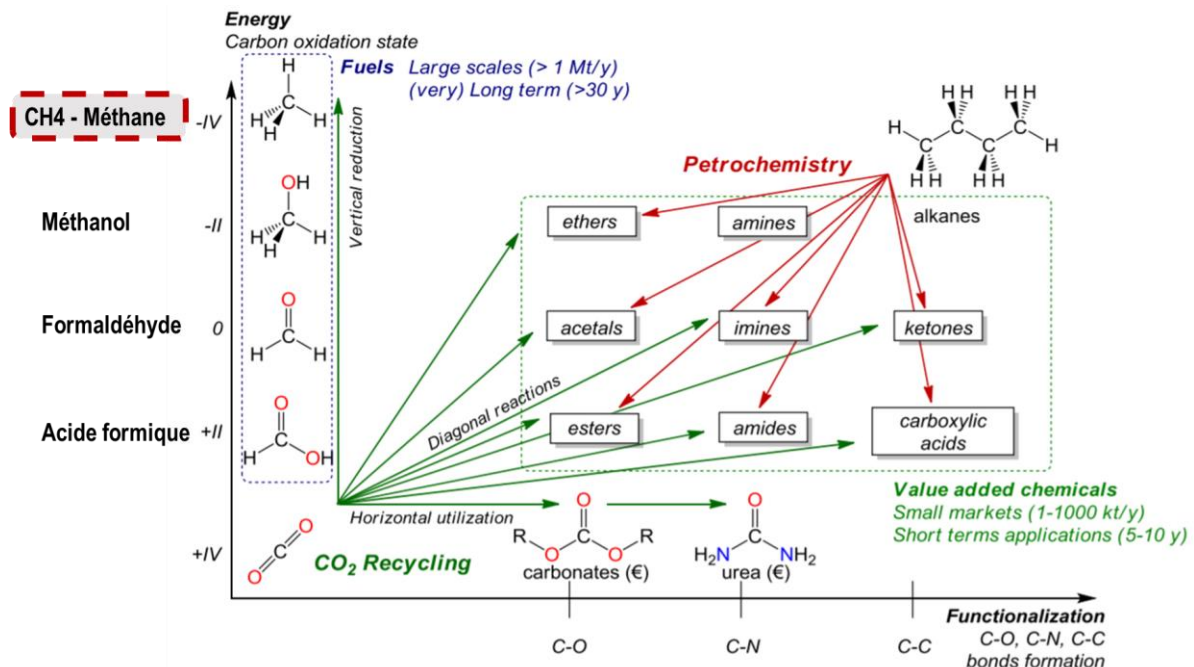 Energy
Carbon oxidation state
Fuels Large scales (> 1 Mt/y)
(very) Long term (>30 y)
CH4 - Méthane
-IV
H
H
H
H
Vertical reduction
Petrochemistry
H H
H
C
C
C
C
H
H H
H H
alkanes
Méthanol
-II
OH
C
H
H
H
ethers
amines
Formaldéhyde
0
O
C
H
H
acetals
imines
ketones
Diagonal reactions
Acide formique
+II
O
C
H
OH
esters
amides
carboxylic
acids
Value added chemicals
Small markets (1-1000 kt/y)
Short terms applications (5-10 y)
Horizontal utilization
+IV
O
C
O
CO2 Recycling
O
R
C
R
O
O
carbonates (€)
O
C
H2N
NH2
urea (€)
Functionalization
C-O, C-N, C-C
bonds formation
C-O
C-N
C-C